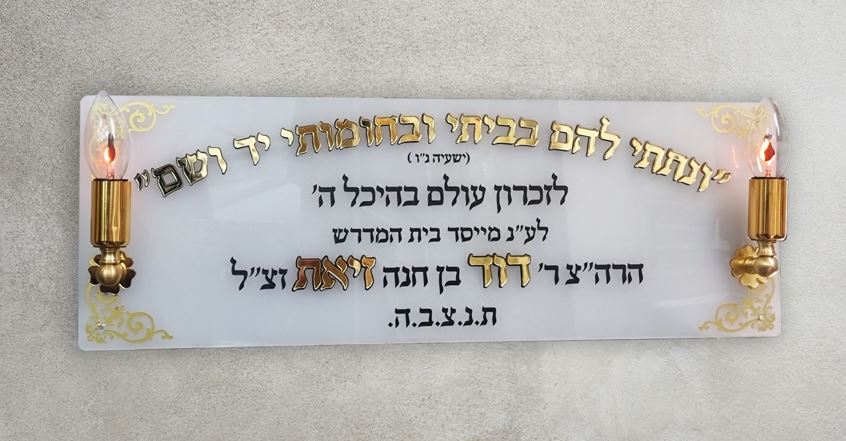 "ונתתי להם בביתי ובחומותי יד ושם"
(ישעיה נ"ו)
לזכרון עולם בהיכל ה'
לע"נ מייסד בית המדרש
הרה"צ ר' דוד בן חנה זיאת זצ"ל
ת.נ.צ.ב.ה.